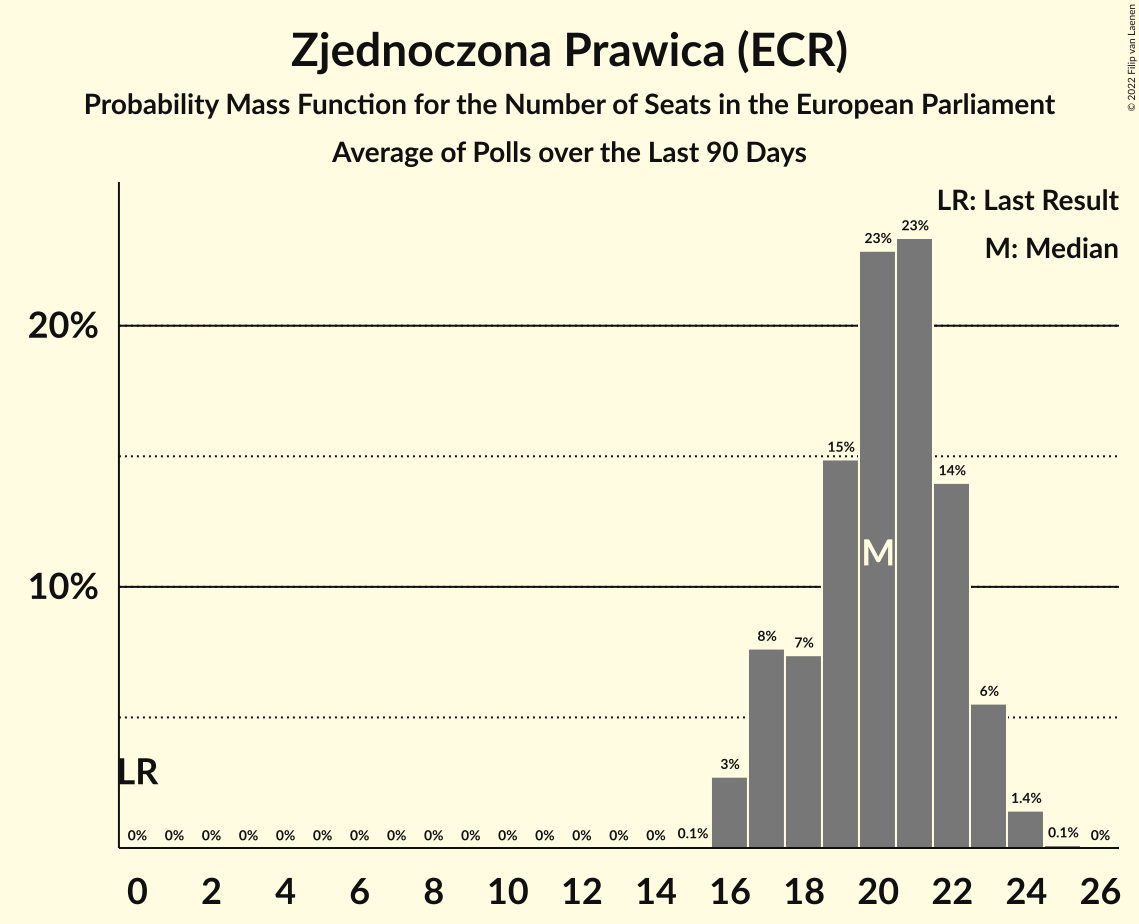 Zjednoczona Prawica (ECR)
Probability Mass Function for the Number of Seats in the European Parliament
Average of Polls over the Last 90 Days
© 2022 Filip van Laenen
LR: Last Result
M: Median
20%
10%
0% 0% 0% 0% 0% 0% 0% 0% 0% 0% 0% 0% 0% 0% 0% 0.1% 3% 8% 7% 15% 23% 23% 14% 6% 1.4% 0.1% 0%
M
LR
0 2 4 6 8 10 12 14 16 18 20 22 24 26